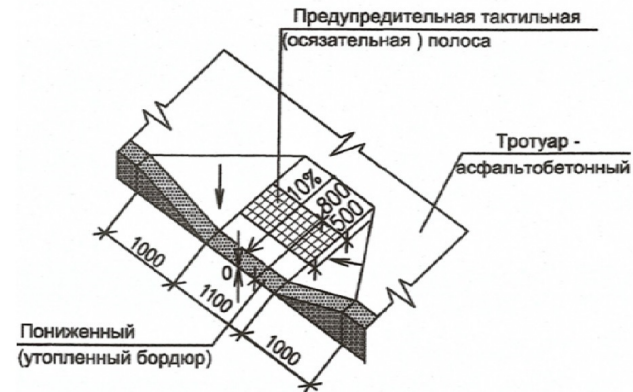 Предупредительная тактильная
(осязательная ) полоса
Тротуар -
асфальтобетонный
10%
800
500
0
1000
1100
1000
Пониженный
(утопленный бордюр)